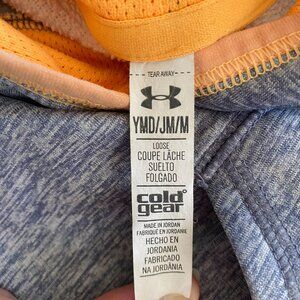 TEAR AWAY
YMD/JM/M
LOOSE
COUPE LÂCHE
SUELTO
FOLGADO
cold
gear
MADE IN JORDAN
FABRIQUÉ EN JORDANIE
HECHO EN
JORDANIA
FABRICADO
NA JORDÂNIA